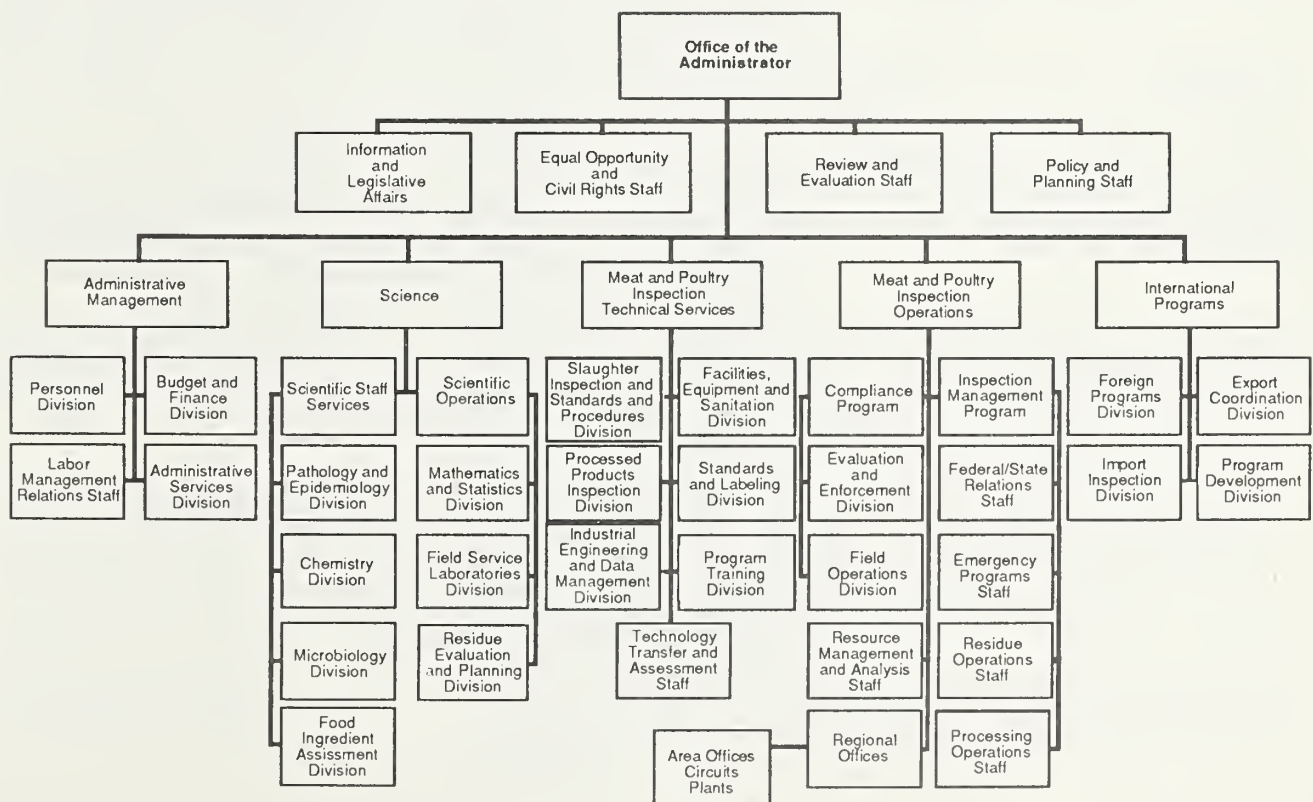 Office of the
Administrator
Information
and
Legislative
Affairs
Equal Opportunity
and
Civil Rights Staff
Review and
Evaluation Staff
Policy and
Planning Staff
Administrative
Management
Science
Meat and Poultry
Inspection
Technical Services
Meat and Poultry
Inspection
Operations
International
Programs
Personnel
Division
Budget and
Finance
Division
Labor
Management
Relations Staff
Administrative
Services
Division
Scientific Staff
Services
Pathology and
Epidemiology
Division
Chemistry
Division
Microbiology
Division
Food
Ingredient
Assissment
Division
Scientific
Operations
Mathematics
and Statistics
Division
Field Service
Laboratories
Division
Residue
Evaluation
and Planning
Division
Slaughter
Inspection and
Standards and
Procedures
Division
Facilities,
Equipment and
Sanitation
Division
Processed
Products
Inspection
Division
Standards
and Labeling
Division
Industrial
Engineering
and Data
Management
Division
Program
Training
Division
Technology
Transfer and
Assessment
Staff
Compliance
Program
Evaluation
and
Enforcement
Division
Field
Operations
Division
Resource
Management
and Analysis
Staff
Regional
Offices
Area Offices
Circuits
Plants
Inspection
Management
Program
Federal/State
Relations
Staff
Emergency
Programs
Staff
Residue
Operations
Staff
Processing
Operations
Staff
Foreign
Programs
Division
Export
Coordination
Division
Import
Inspection
Division
Program
Development
Division